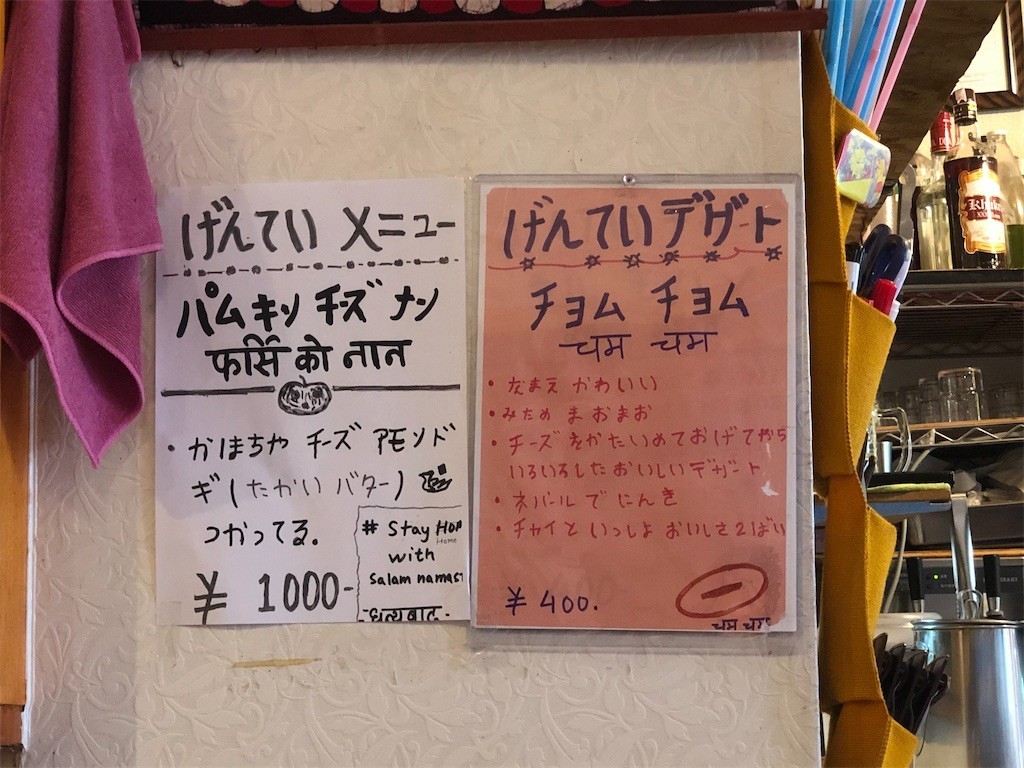 げんてい メニュー
パムキン チーズ ナン
फर्सि को नान
・かぼちゃ チーズ アモンド
ギ(たかい バター)
つかってる.
¥ 1000-
# Stay Hom
Home
with
Salam namast
-धन्यवाद-
げんていデザート
チョム チョム
चम चम
・なまえ かわいい
・みため まおまお
・チーズをかためておげてから
いろいろしたおいしいデザート
・ネパールで にんき
・チャイと いっしょ おいしさ2ばい
¥ 400.
चम चम
Khukri
XXX